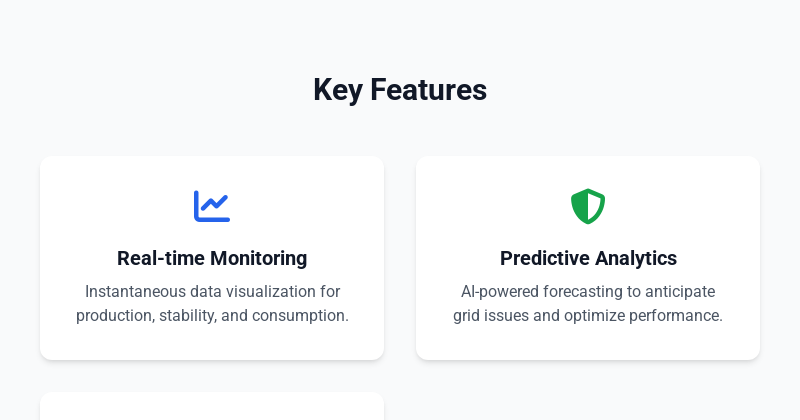 Key Features
Real-time Monitoring
Instantaneous data visualization for
production, stability, and consumption.
Predictive Analytics
AI-powered forecasting to anticipate
grid issues and optimize performance.